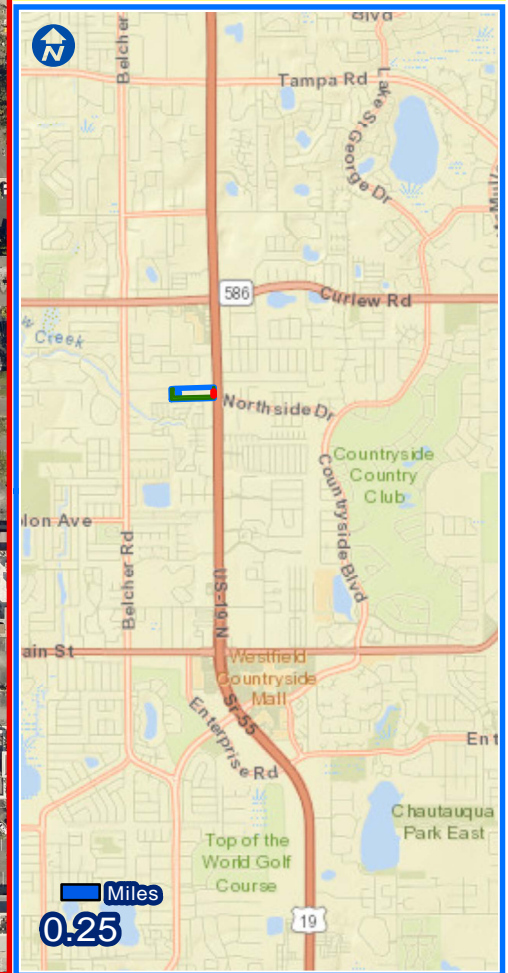 Blvd
N
Belcher
Tampa Rd
Lake St George Dr
586
Curlew Rd
w Creek
Northside Dr
Countryside
Country
Club
lon Ave
Countryside Blvd
Belcher Rd
US-19 N
ain St
Westfield
Countryside
Mall
Sr-55
Enterprise Rd
Ent
Chautauqua
Park East
Top of the
World Golf
Course
Miles
0.25
19